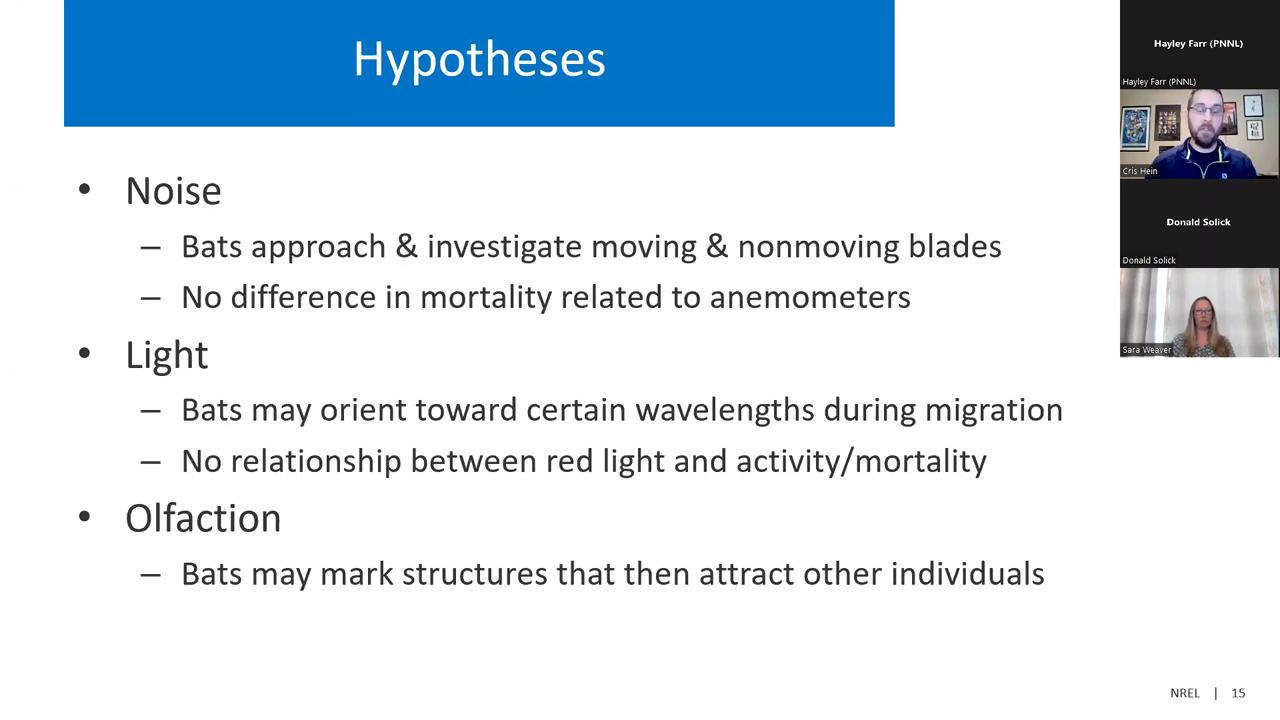 Hypotheses
• Noise
– Bats approach & investigate moving & nonmoving blades
– No difference in mortality related to anemometers
• Light
– Bats may orient toward certain wavelengths during migration
– No relationship between red light and activity/mortality
• Olfaction
– Bats may mark structures that then attract other individuals
NREL | 15
Hayley Farr (PNNL)
Hayley Farr (PNNL)
Cris Hein
Donald Solick
Donald Solick
Sara Weaver